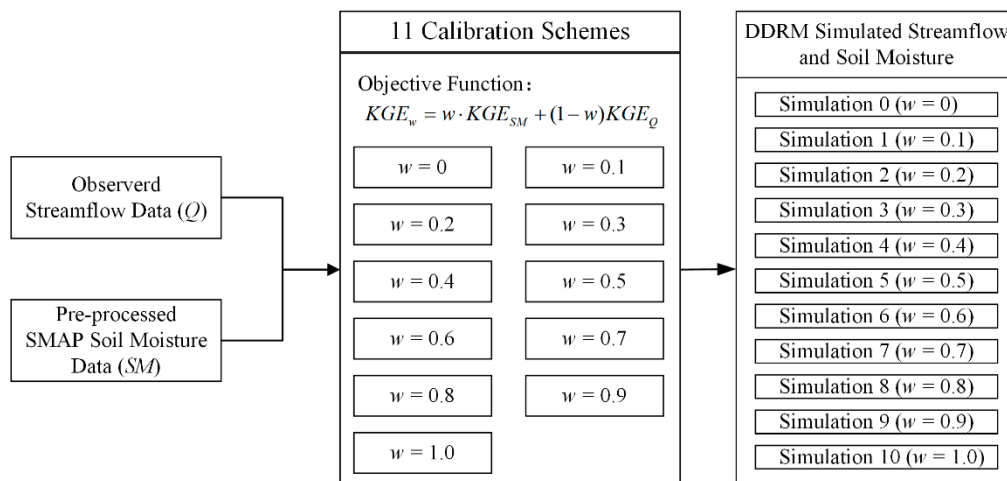 Observerd
Streamflow Data (Q)
Pre-processed
SMAP Soil Moisture
Data (SM)
11 Calibration Schemes
Objective Function：
KGE_w = w · KGE_SM + (1 − w)KGE_Q
w = 0
w = 0.1
w = 0.2
w = 0.3
w = 0.4
w = 0.5
w = 0.6
w = 0.7
w = 0.8
w = 0.9
w = 1.0
DDRM Simulated Streamflow
and Soil Moisture
Simulation 0 (w = 0)
Simulation 1 (w = 0.1)
Simulation 2 (w = 0.2)
Simulation 3 (w = 0.3)
Simulation 4 (w = 0.4)
Simulation 5 (w = 0.5)
Simulation 6 (w = 0.6)
Simulation 7 (w = 0.7)
Simulation 8 (w = 0.8)
Simulation 9 (w = 0.9)
Simulation 10 (w = 1.0)